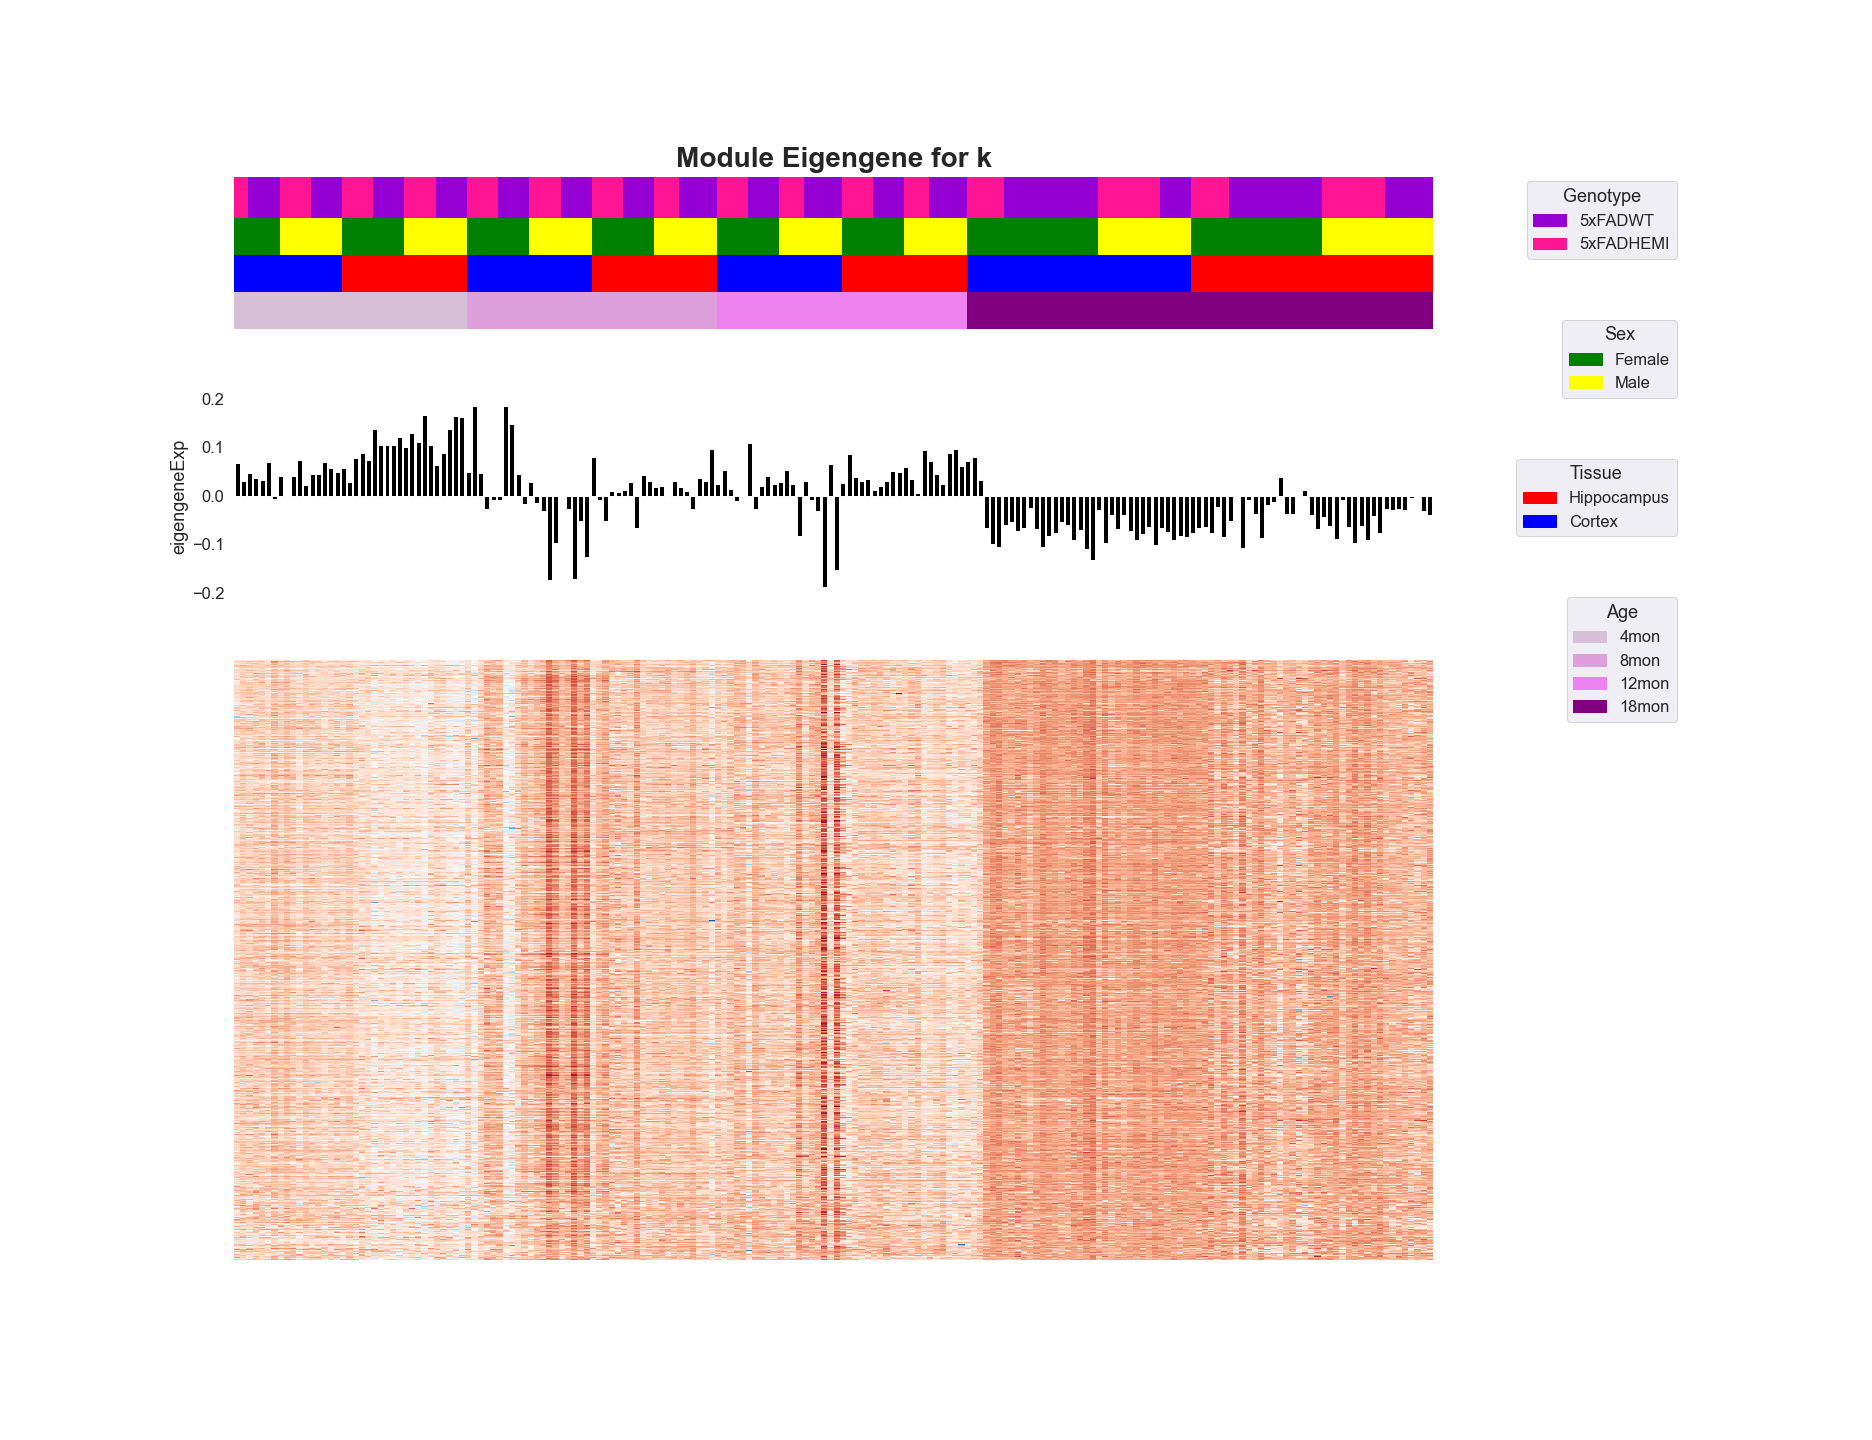 Module Eigengene for k
Genotype
5xFADWT
5xFADHEMI
Sex
Female
Male
Tissue
Hippocampus
Cortex
Age
4mon
8mon
12mon
18mon
eigengeneExp
0.2
0.1
0.0
−0.1
−0.2